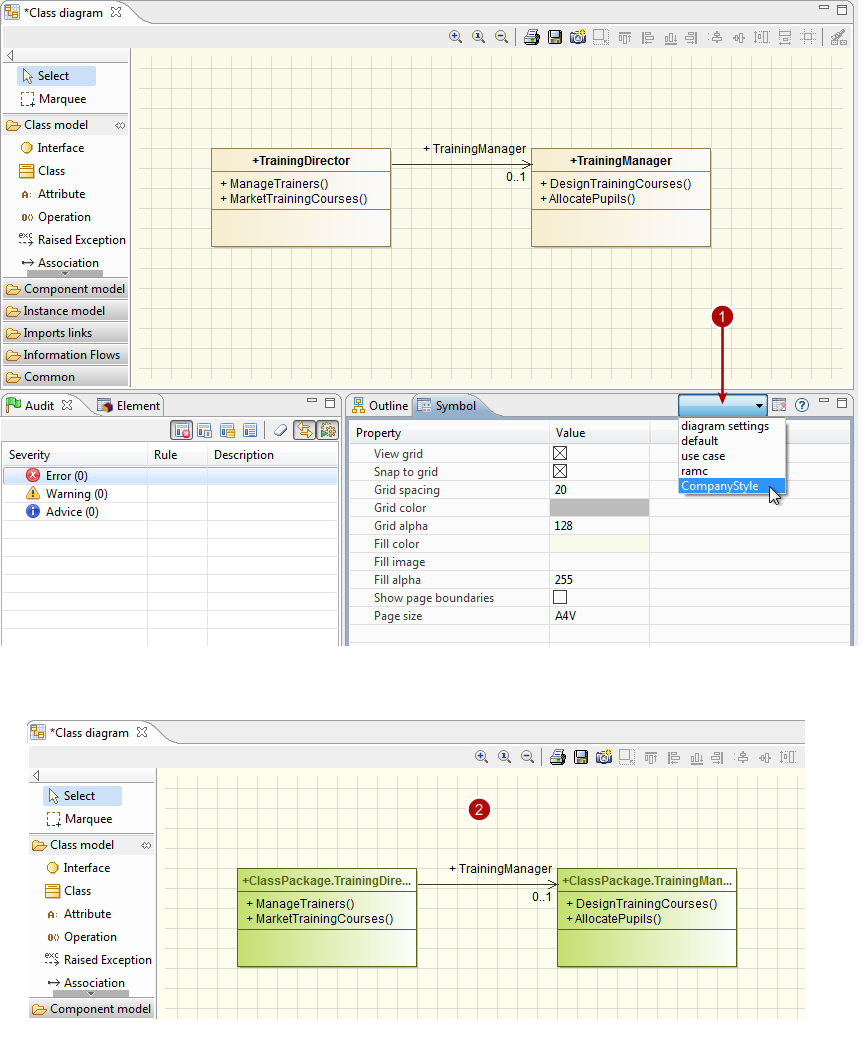 *Class diagram
Select
Marquee
Class model
Interface
Class
A: Attribute
Operation
exc Raised Exception
Association
Component model
Instance model
Imports links
Information Flows
Common
+TrainingDirector
+ ManageTrainers()
+ MarketTrainingCourses()
+ TrainingManager
0..1
+TrainingManager
+ DesignTrainingCourses()
+ AllocatePupils()
1
Audit
Element
Severity Rule Description
Error (0)
Warning (0)
Advice (0)
Outline
Symbol
Property Value
View grid
Snap to grid
Grid spacing 20
Grid color
Grid alpha 128
Fill color
Fill image
Fill alpha 255
Show page boundaries
Page size A4V
diagram settings
default
use case
ramc
CompanyStyle
*Class diagram
Select
Marquee
Class model
Interface
Class
A: Attribute
Operation
exc Raised Exception
Association
Component model
2
+ClassPackage.TrainingDire...
+ ManageTrainers()
+ MarketTrainingCourses()
+ TrainingManager
0..1
+ClassPackage.TrainingMan...
+ DesignTrainingCourses()
+ AllocatePupils()